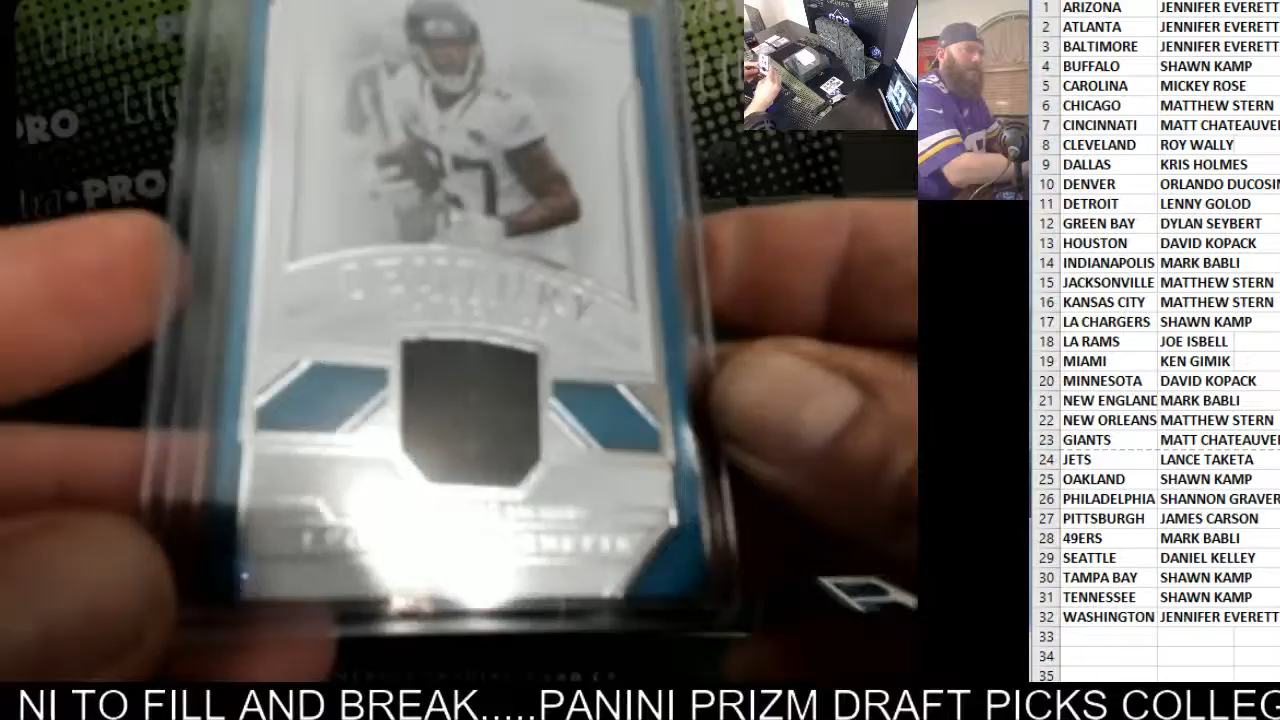 PRO
PRO
1 ARIZONA JENNIFER EVERETT
2 ATLANTA JENNIFER EVERETT
3 BALTIMORE JENNIFER EVERETT
4 BUFFALO SHAWN KAMP
5 CAROLINA MICKEY ROSE
6 CHICAGO MATTHEW STERN
7 CINCINNATI MATT CHATEAUVE
8 CLEVELAND ROY WALLY
9 DALLAS KRIS HOLMES
10 DENVER ORLANDO DUCOSIN
11 DETROIT LENNY GOLOD
12 GREEN BAY DYLAN SEYBERT
13 HOUSTON DAVID KOPACK
14 INDIANAPOLIS MARK BABLI
15 JACKSONVILLE MATTHEW STERN
16 KANSAS CITY MATTHEW STERN
17 LA CHARGERS SHAWN KAMP
18 LA RAMS JOE ISBELL
19 MIAMI KEN GIMIK
20 MINNESOTA DAVID KOPACK
21 NEW ENGLAND MARK BABLI
22 NEW ORLEANS MATTHEW STERN
23 GIANTS MATT CHATEAUVE
24 JETS LANCE TAKETA
25 OAKLAND SHAWN KAMP
26 PHILADELPHIA SHANNON GRAVER
27 PITTSBURGH JAMES CARSON
28 49ERS MARK BABLI
29 SEATTLE DANIEL KELLEY
30 TAMPA BAY SHAWN KAMP
31 TENNESSEE SHAWN KAMP
32 WASHINGTON JENNIFER EVERETT
33
34
35
NI TO FILL AND BREAK.....PANINI PRIZM DRAFT PICKS COLLEG